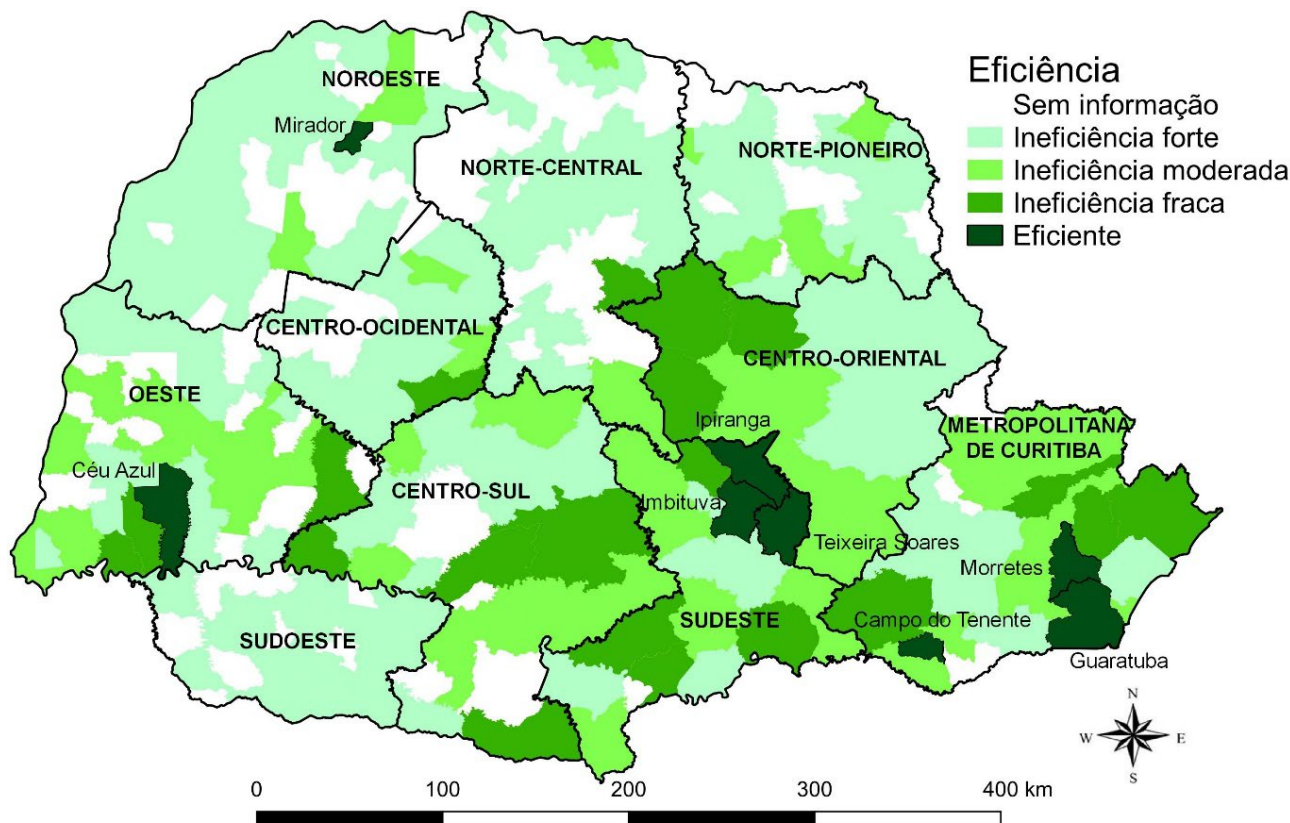 Eficiência
Sem informação
Ineficiência forte
Ineficiência moderada
Ineficiência fraca
Eficiente
NOROESTE
Mirador
NORTE-CENTRAL
NORTE-PIONEIRO
CENTRO-OCIDENTAL
CENTRO-ORIENTAL
OESTE
Ipiranga
METROPOLITANA
DE CURITIBA
Céu Azul
CENTRO-SUL
Imbituva
Teixeira Soares
Morretes
SUDOESTE
SUDESTE
Campo do Tenente
Guaratuba
N
W E
S
0 100 200 300 400 km